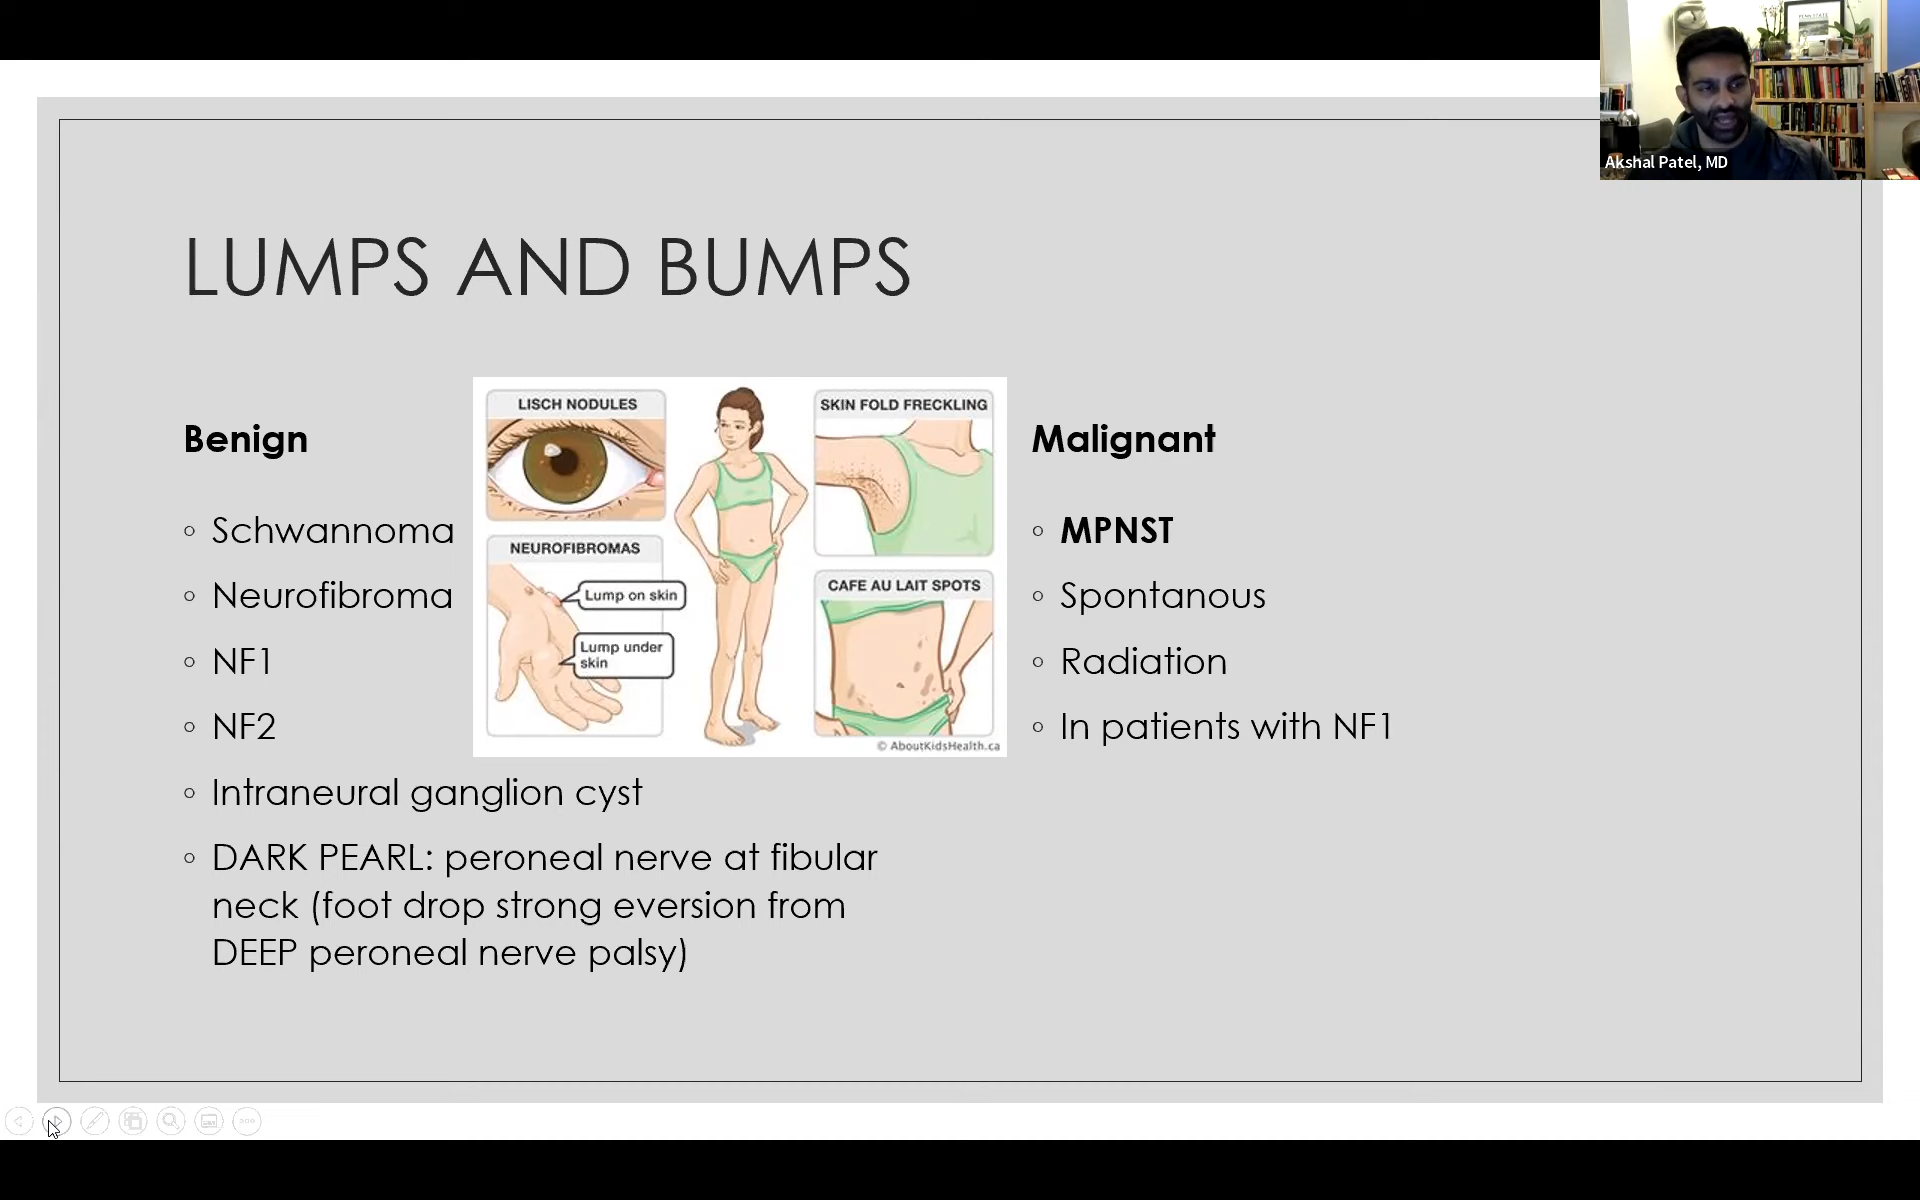 Akshal Patel, MD
LUMPS AND BUMPS
Benign
◦ Schwannoma
◦ Neurofibroma
◦ NF1
◦ NF2
◦ Intraneural ganglion cyst
◦ DARK PEARL: peroneal nerve at fibular
neck (foot drop strong eversion from
DEEP peroneal nerve palsy)
LISCH NODULES
SKIN FOLD FRECKLING
NEUROFIBROMAS
Lump on skin
Lump under
skin
CAFE AU LAIT SPOTS
© AboutKidsHealth.ca
Malignant
◦ MPNST
◦ Spontanous
◦ Radiation
◦ In patients with NF1